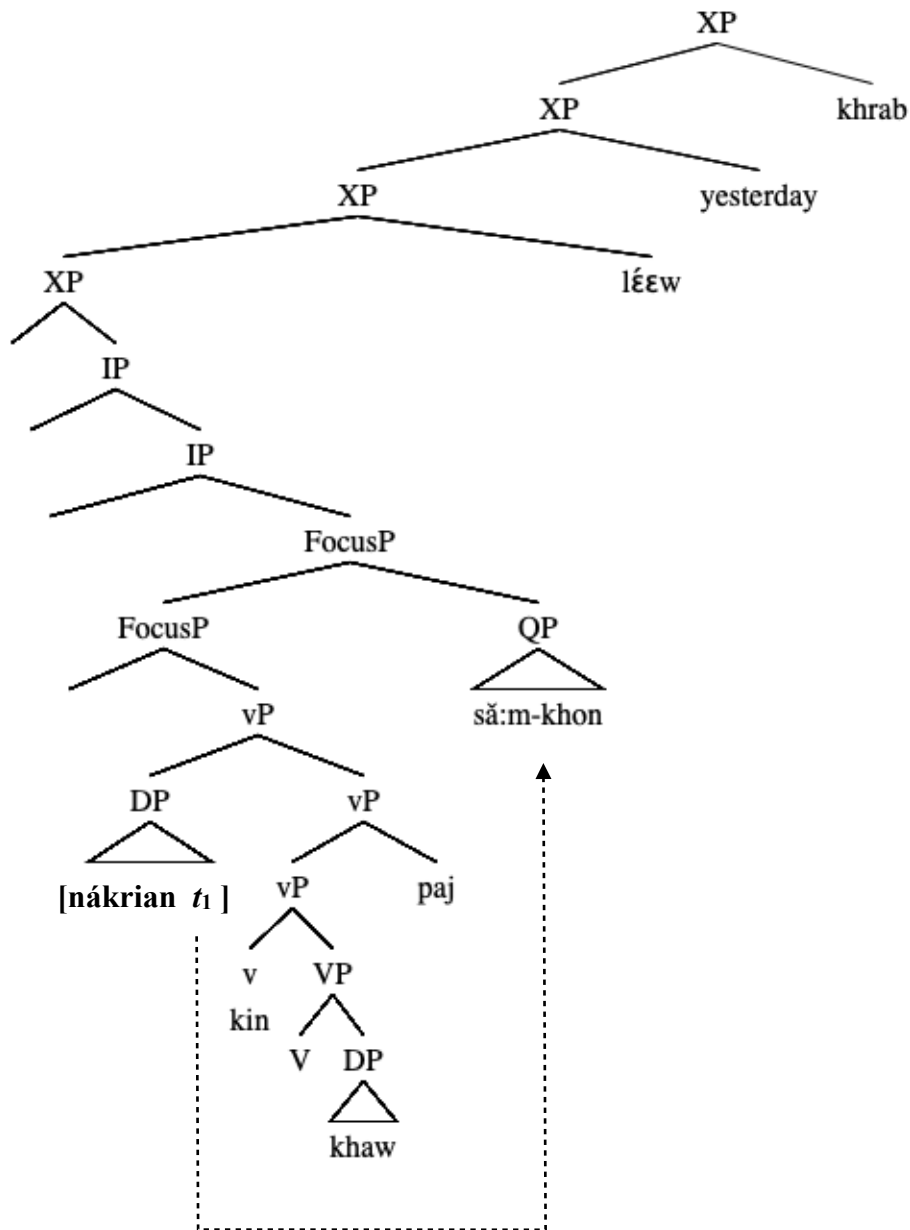 XP
XP khrab
XP yesterday
XP lɛ́ɛw
IP
IP
FocusP
FocusP QP
vP sǎ:m-khon
DP vP
[nákrian t₁ ] vP paj
v VP
kin V DP
khaw